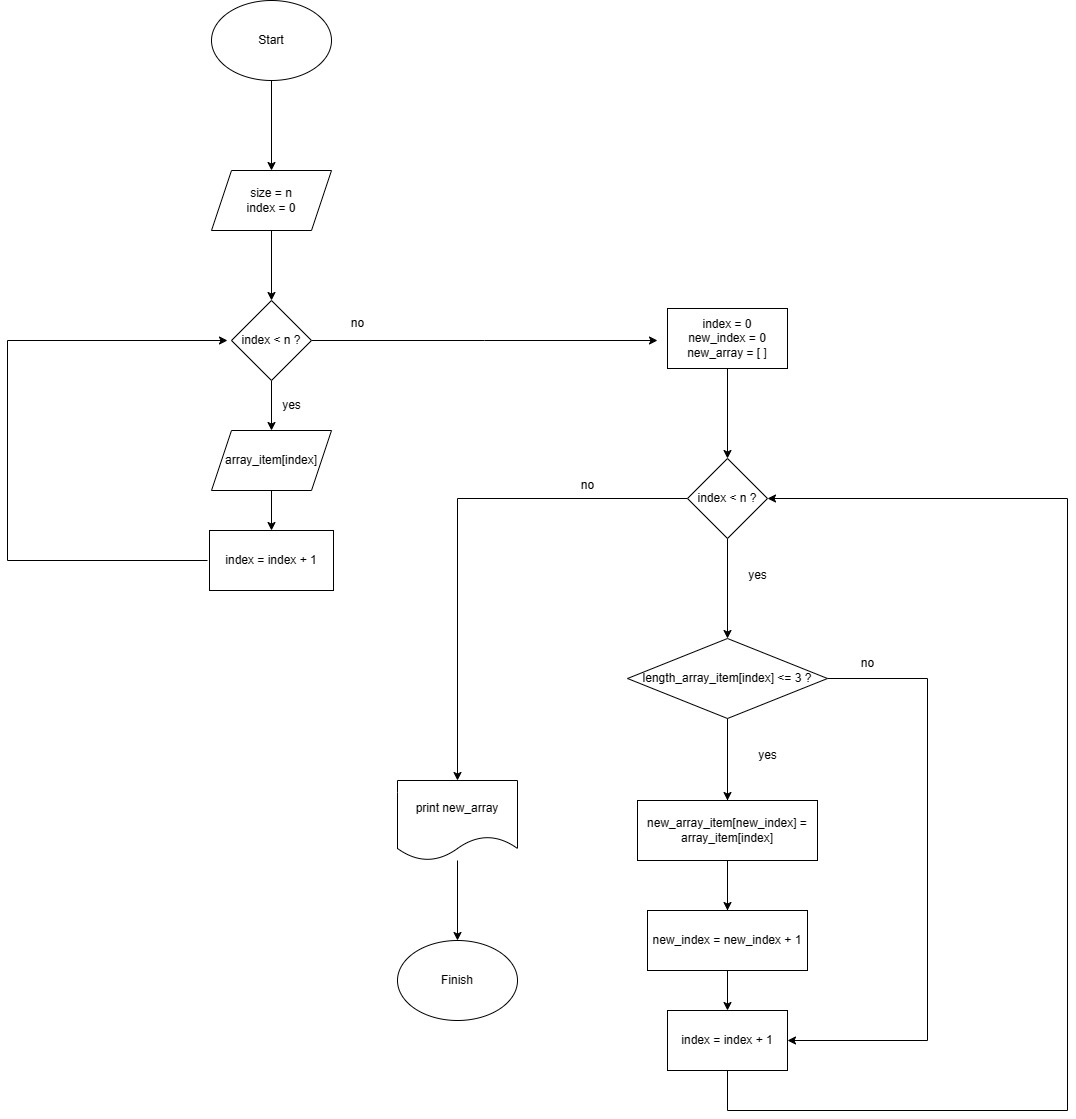 Start
size = n
index = 0
index < n ?
no
yes
array_item[index]
index = index + 1
index = 0
new_index = 0
new_array = [ ]
index < n ?
no
yes
length_array_item[index] <= 3 ?
no
yes
new_array_item[new_index] =
array_item[index]
new_index = new_index + 1
index = index + 1
print new_array
Finish